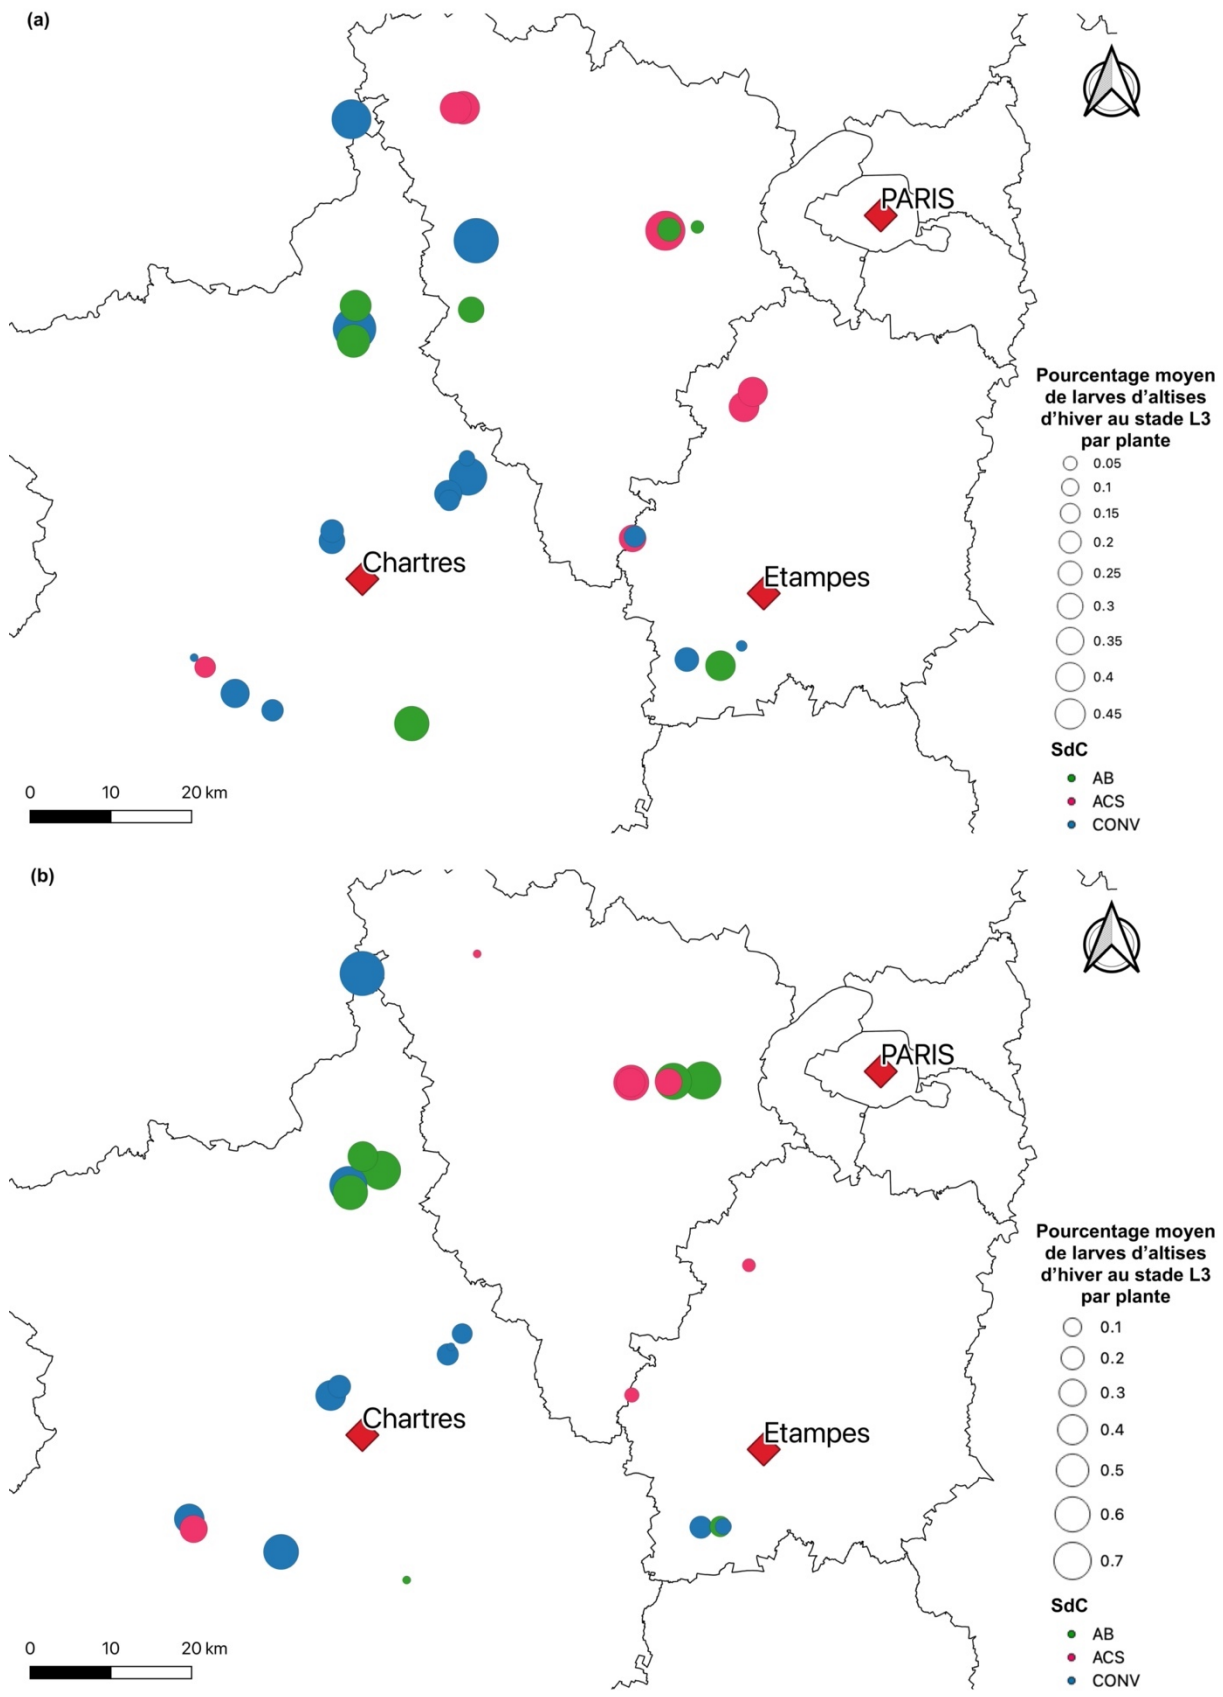 (a)
PARIS
Pourcentage moyen
de larves d'altises
d'hiver au stade L3
par plante
0.05
0.1
0.15
0.2
0.25
0.3
0.35
0.4
0.45
SdC
AB
ACS
CONV
Chartres
Etampes
0 10 20 km
(b)
PARIS
Pourcentage moyen
de larves d'altises
d'hiver au stade L3
par plante
0.1
0.2
0.3
0.4
0.5
0.6
0.7
SdC
AB
ACS
CONV
Chartres
Etampes
0 10 20 km